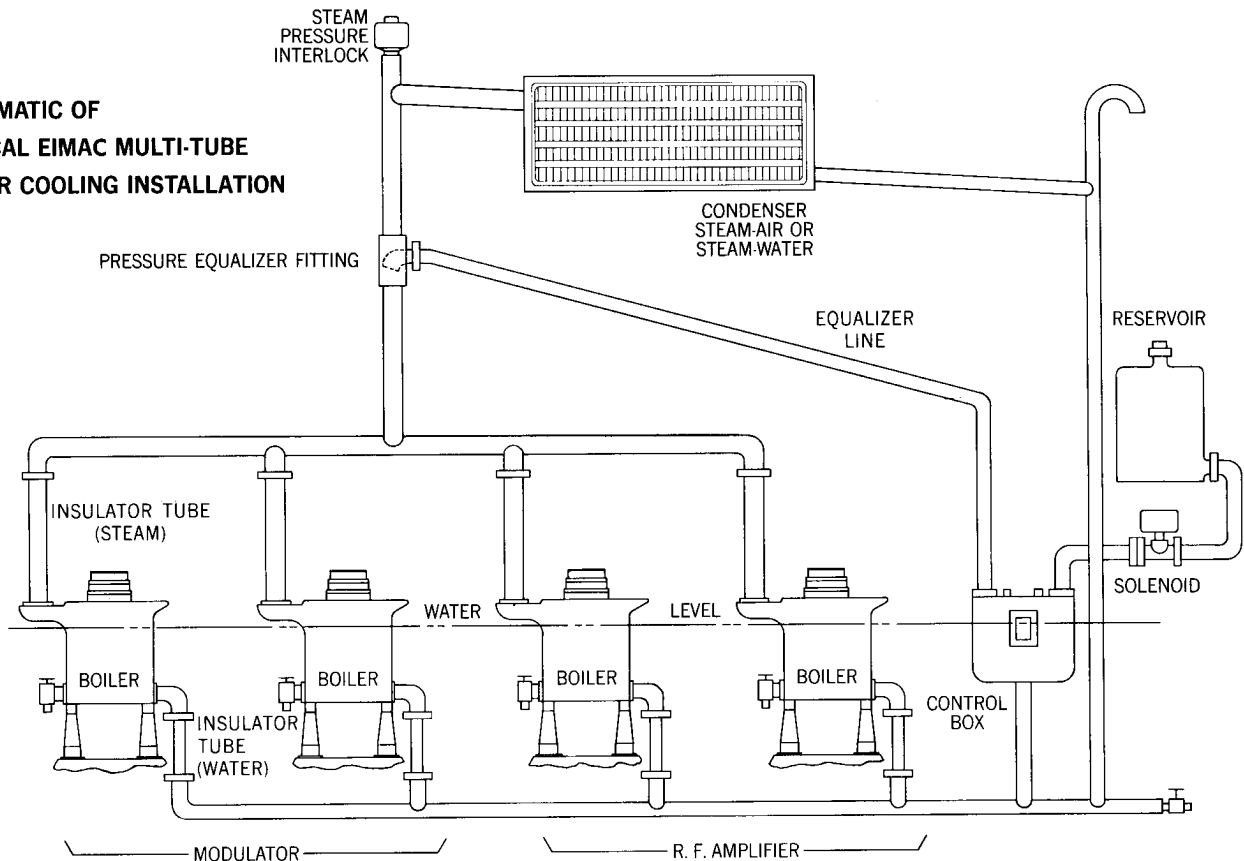 STEAM
PRESSURE
INTERLOCK
MATIC OF
CAL EIMAC MULTI-TUBE
R COOLING INSTALLATION
CONDENSER
STEAM-AIR OR
STEAM-WATER
PRESSURE EQUALIZER FITTING
EQUALIZER
LINE
RESERVOIR
INSULATOR TUBE
(STEAM)
SOLENOID
WATER
LEVEL
BOILER
BOILER
BOILER
BOILER
CONTROL
BOX
INSULATOR
TUBE
(WATER)
MODULATOR
R. F. AMPLIFIER